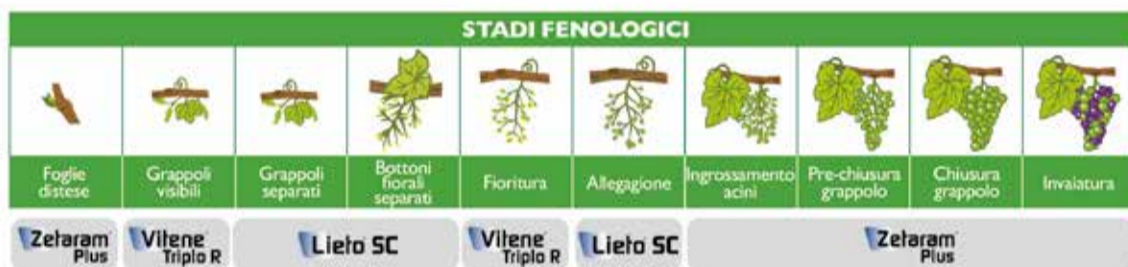 STADI FENOLOGICI
Foglie
distese
Grappoli
visibili
Grappoli
separati
Bottoni
fiorali
separati
Fioritura
Allegagione
Ingrossamento
acini
Pre-chiusura
grappolo
Chiusura
grappolo
Invaiatura
Zetaram
Plus
Vitene
Triplo R
Lieto SC
Vitene
Triplo R
Lieto SC
Zetaram
Plus